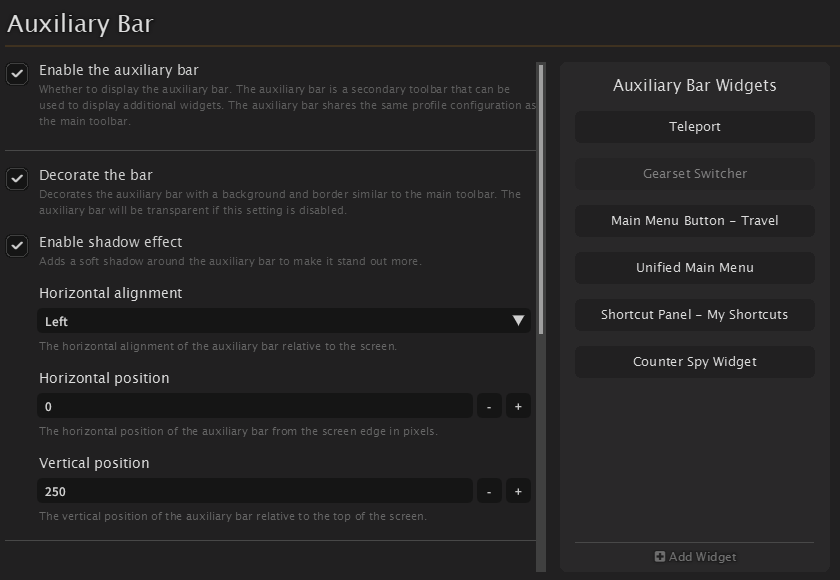 Auxiliary Bar
Enable the auxiliary bar
Whether to display the auxiliary bar. The auxiliary bar is a secondary toolbar that can be
used to display additional widgets. The auxiliary bar shares the same profile configuration as
the main toolbar.
Decorate the bar
Decorates the auxiliary bar with a background and border similar to the main toolbar. The
auxiliary bar will be transparent if this setting is disabled.
Enable shadow effect
Adds a soft shadow around the auxiliary bar to make it stand out more.
Horizontal alignment
Left
The horizontal alignment of the auxiliary bar relative to the screen.
Horizontal position
0 - +
The horizontal position of the auxiliary bar from the screen edge in pixels.
Vertical position
250 - +
The vertical position of the auxiliary bar relative to the top of the screen.
Auxiliary Bar Widgets
Teleport
Gearset Switcher
Main Menu Button - Travel
Unified Main Menu
Shortcut Panel - My Shortcuts
Counter Spy Widget
Add Widget